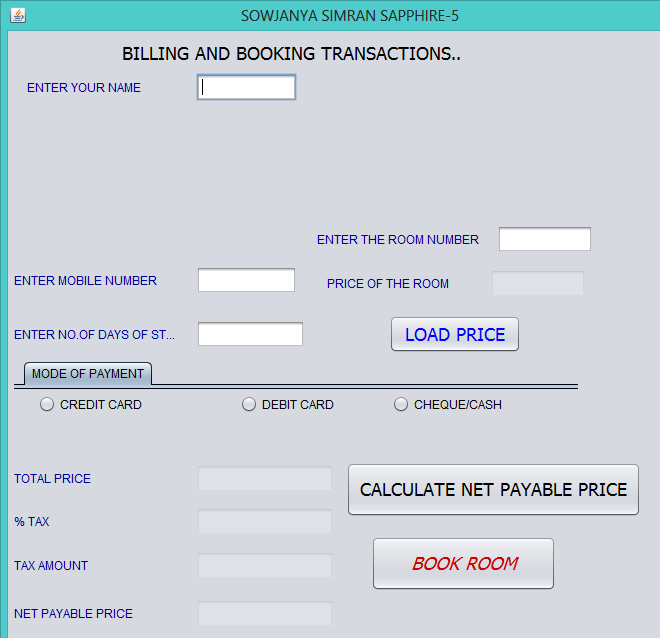 SOWJANYA SIMRAN SAPPHIRE-5
BILLING AND BOOKING TRANSACTIONS..
ENTER YOUR NAME
ENTER THE ROOM NUMBER
ENTER MOBILE NUMBER
PRICE OF THE ROOM
ENTER NO.OF DAYS OF ST...
LOAD PRICE
MODE OF PAYMENT
CREDIT CARD
DEBIT CARD
CHEQUE/CASH
TOTAL PRICE
CALCULATE NET PAYABLE PRICE
% TAX
TAX AMOUNT
BOOK ROOM
NET PAYABLE PRICE